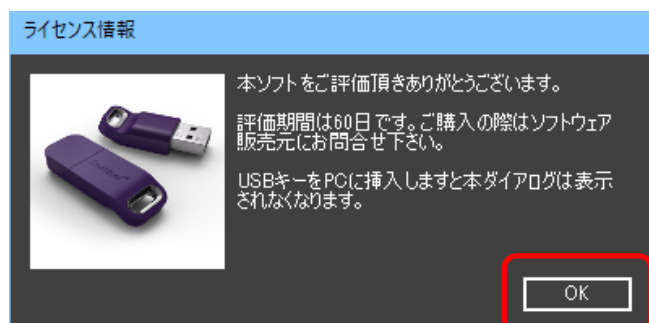 ライセンス情報
本ソフトをご評価頂きありがとうございます。
評価期間は60日です。ご購入の際はソフトウェア
販売元にお問合せ下さい。
USBキーをPCに挿入しますと本ダイアログは表示
されなくなります。
OK